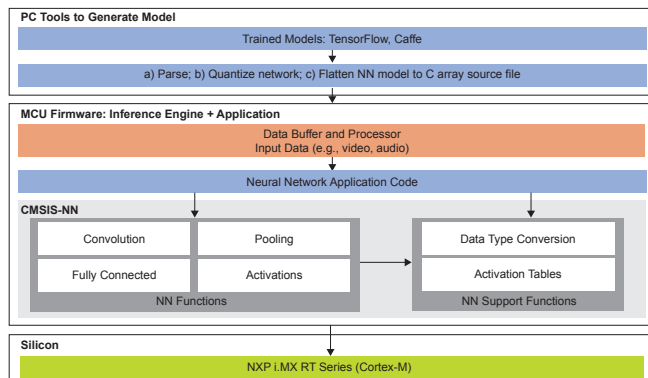 PC Tools to Generate Model
Trained Models: TensorFlow, Caffe
a) Parse; b) Quantize network; c) Flatten NN model to C array source file
MCU Firmware: Inference Engine + Application
Data Buffer and Processor
Input Data (e.g., video, audio)
Neural Network Application Code
CMSIS-NN
Convolution
Pooling
Fully Connected
Activations
NN Functions
Data Type Conversion
Activation Tables
NN Support Functions
Silicon
NXP i.MX RT Series (Cortex-M)